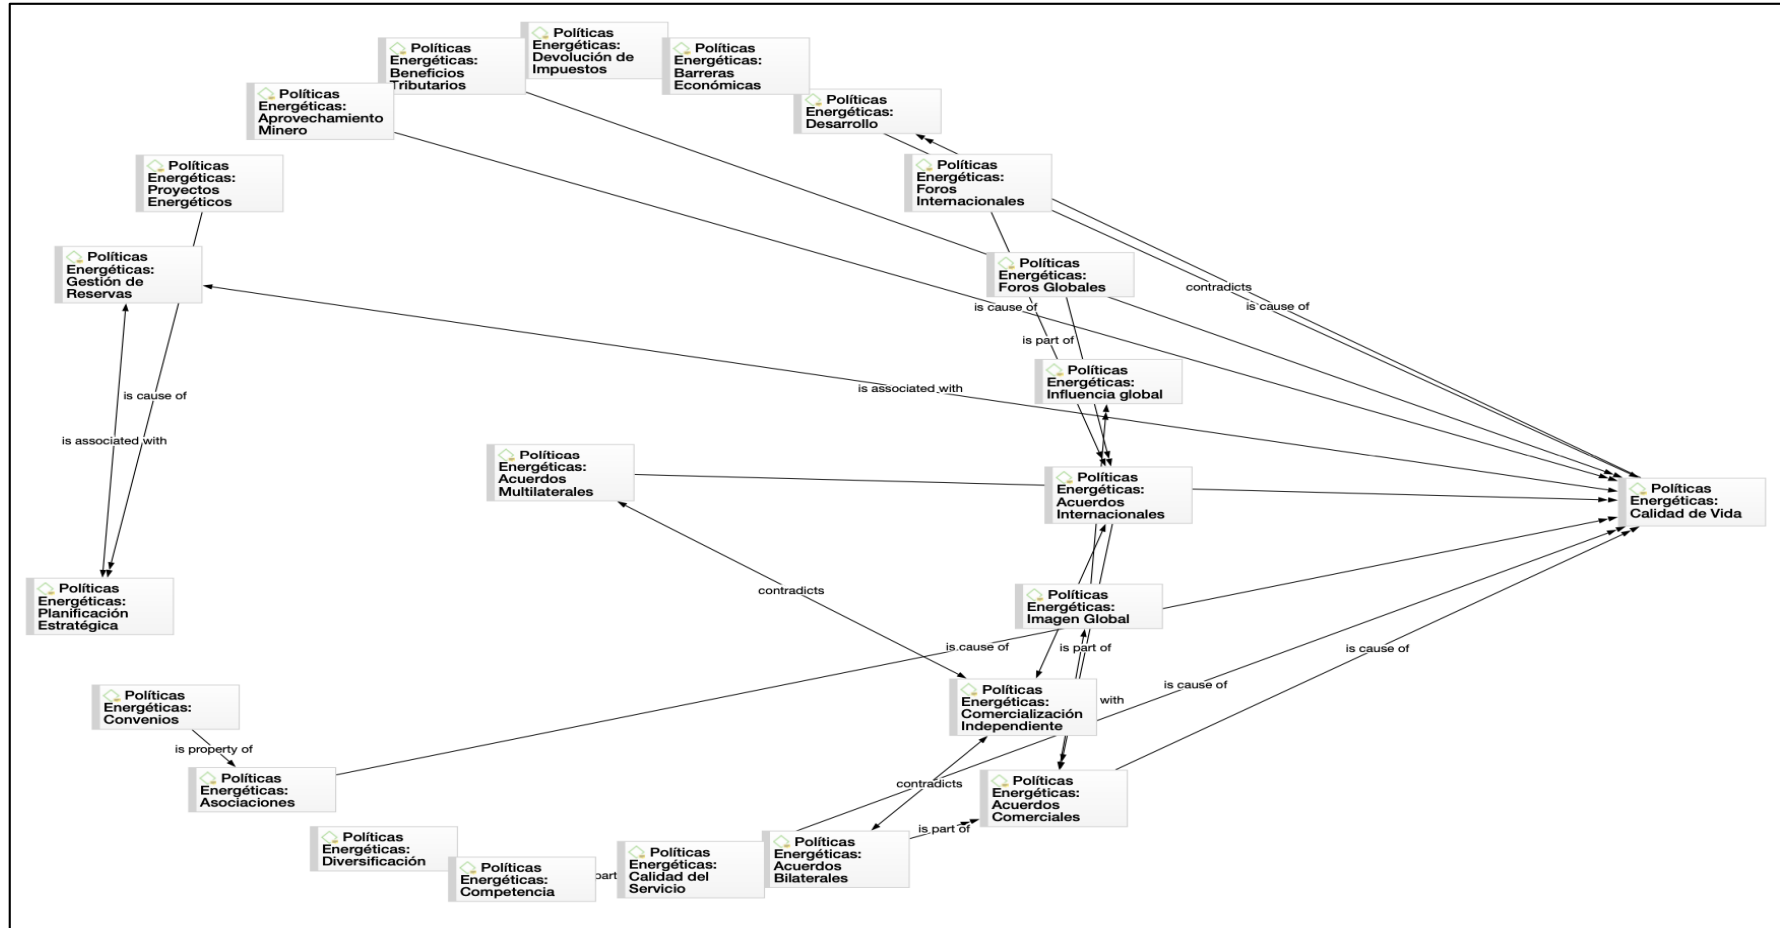 Políticas
Energéticas:
Devolución de
Impuestos
Políticas
Energéticas:
Beneficios
Tributarios
Políticas
Energéticas:
Barreras
Económicas
Políticas
Energéticas:
Aprovechamiento
Minero
Políticas
Energéticas:
Desarrollo
Políticas
Energéticas:
Proyectos
Energéticos
Políticas
Energéticas:
Foros
Internacionales
Políticas
Energéticas:
Gestión de
Reservas
Políticas
Energéticas:
Foros Globales
contradicts
is cause of
is cause of
is part of
Políticas
Energéticas:
Influencia global
is associated with
is cause of
is associated with
Políticas
Energéticas:
Acuerdos
Multilaterales
Políticas
Energéticas:
Acuerdos
Internacionales
Políticas
Energéticas:
Calidad de Vida
Políticas
Energéticas:
Planificación
Estratégica
contradicts
Políticas
Energéticas:
Imagen Global
is cause of
is part of
is cause of
Políticas
Energéticas:
Convenios
Políticas
Energéticas:
Comercialización
Independiente
with
is cause of
is property of
Políticas
Energéticas:
Asociaciones
contradicts
Políticas
Energéticas:
Acuerdos
Comerciales
is part of
Políticas
Energéticas:
Diversificación
Políticas
Energéticas:
Competencia
part
Políticas
Energéticas:
Calidad del
Servicio
Políticas
Energéticas:
Acuerdos
Bilaterales